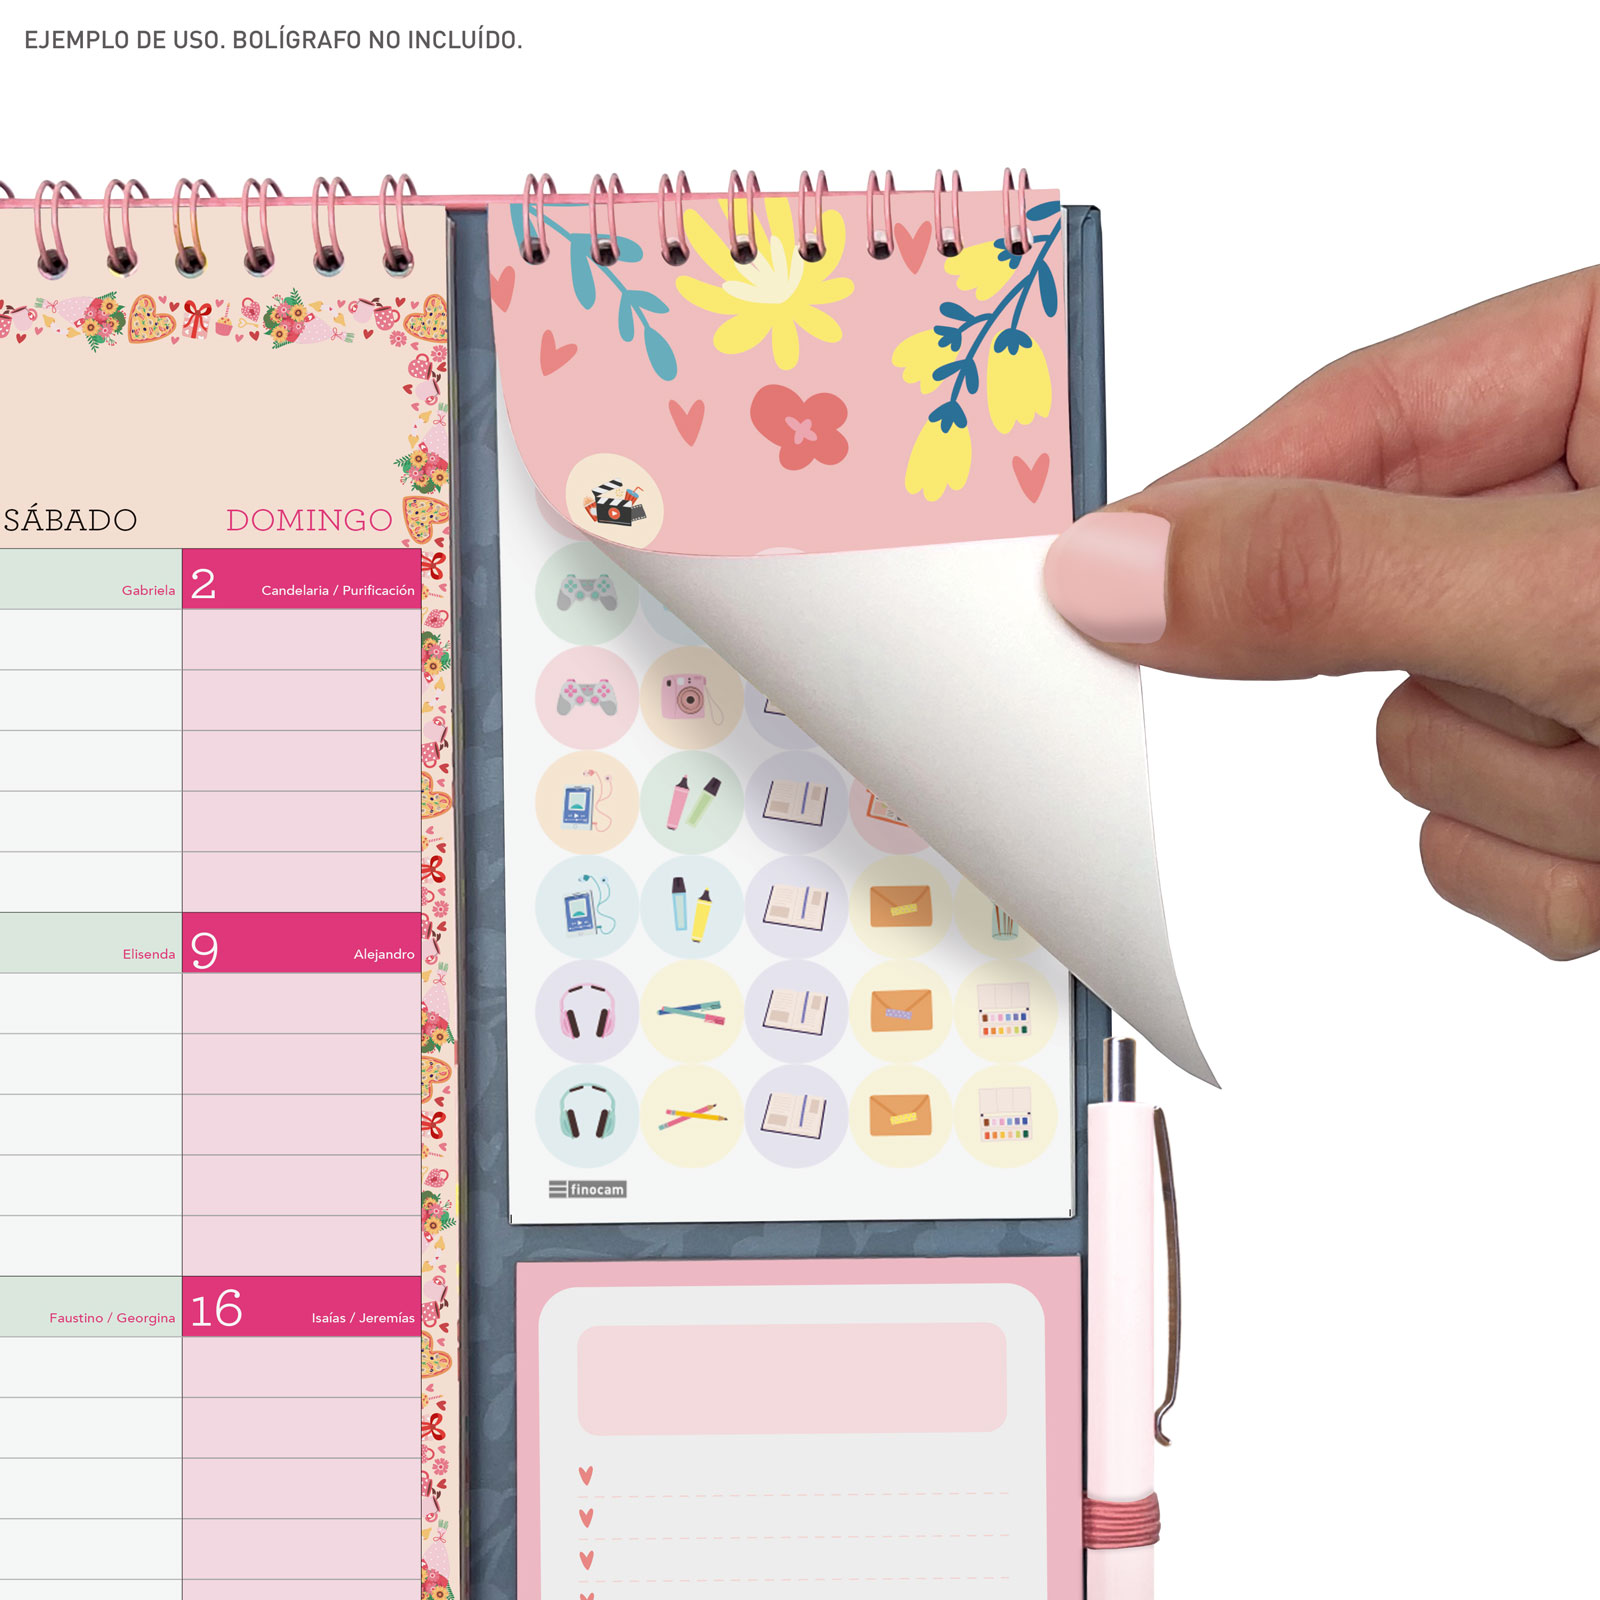 EJEMPLO DE USO. BOLÍGRAFO NO INCLUÍDO.
SÁBADO DOMINGO
Gabriela 2 Candelaria / Purificación
Elisenda 9 Alejandro
Faustino / Georgina 16 Isaías / Jeremías
finocam